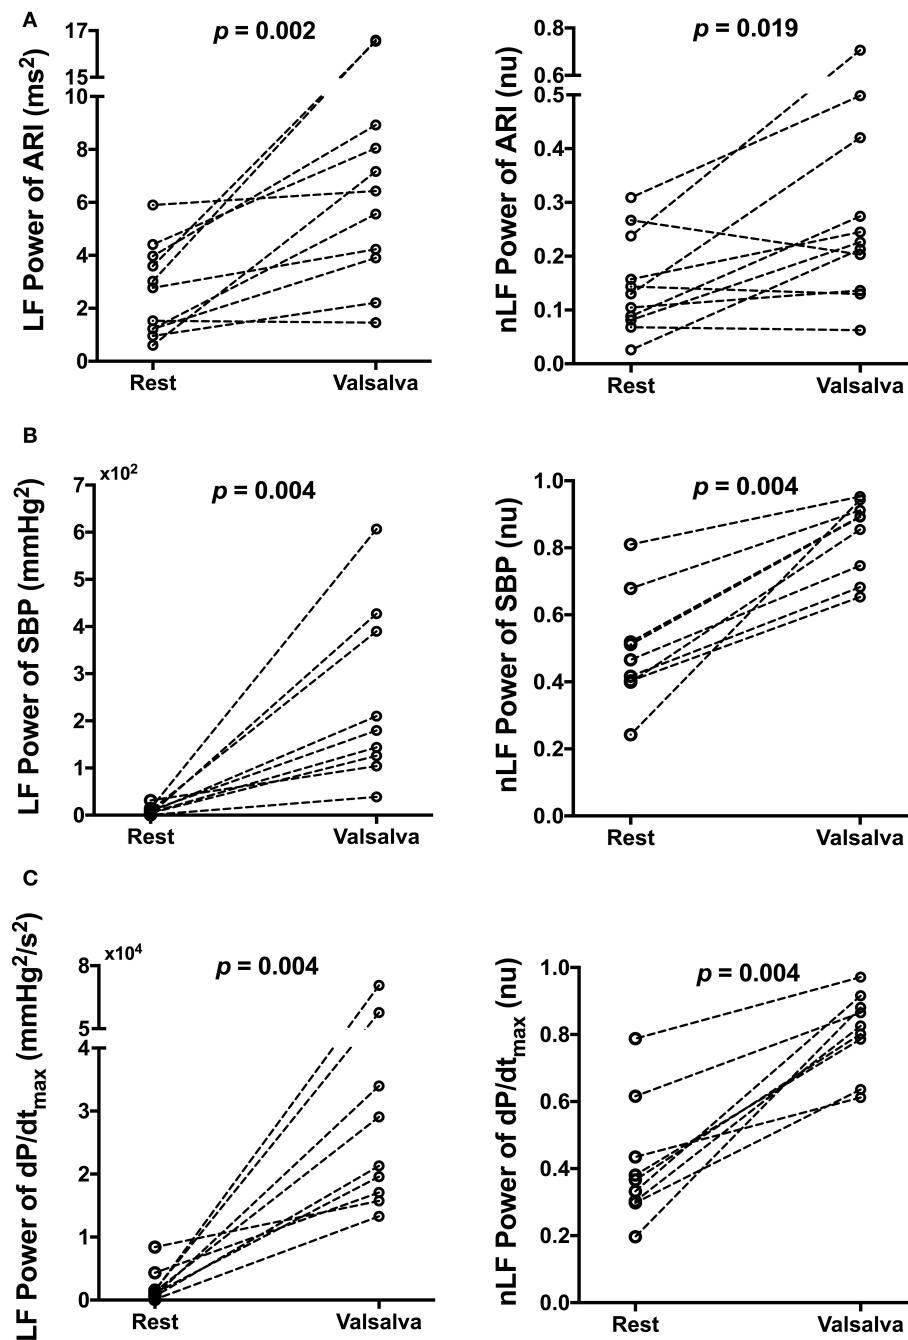 A
LF Power of ARI (ms²)
17
15
10
8
6
4
2
0
p = 0.002
Rest
Valsalva
nLF Power of ARI (nu)
0.8
0.6
0.5
0.4
0.3
0.2
0.1
0.0
p = 0.019
Rest
Valsalva
B
LF Power of SBP (mmHg²)
x10²
7
6
5
4
3
2
1
0
p = 0.004
Rest
Valsalva
nLF Power of SBP (nu)
1.0
0.8
0.6
0.4
0.2
0.0
p = 0.004
Rest
Valsalva
C
LF Power of dP/dtmax (mmHg²/s²)
x10⁴
8
5
4
3
2
1
0
p = 0.004
Rest
Valsalva
nLF Power of dP/dtmax (nu)
1.0
0.8
0.6
0.4
0.2
0.0
p = 0.004
Rest
Valsalva